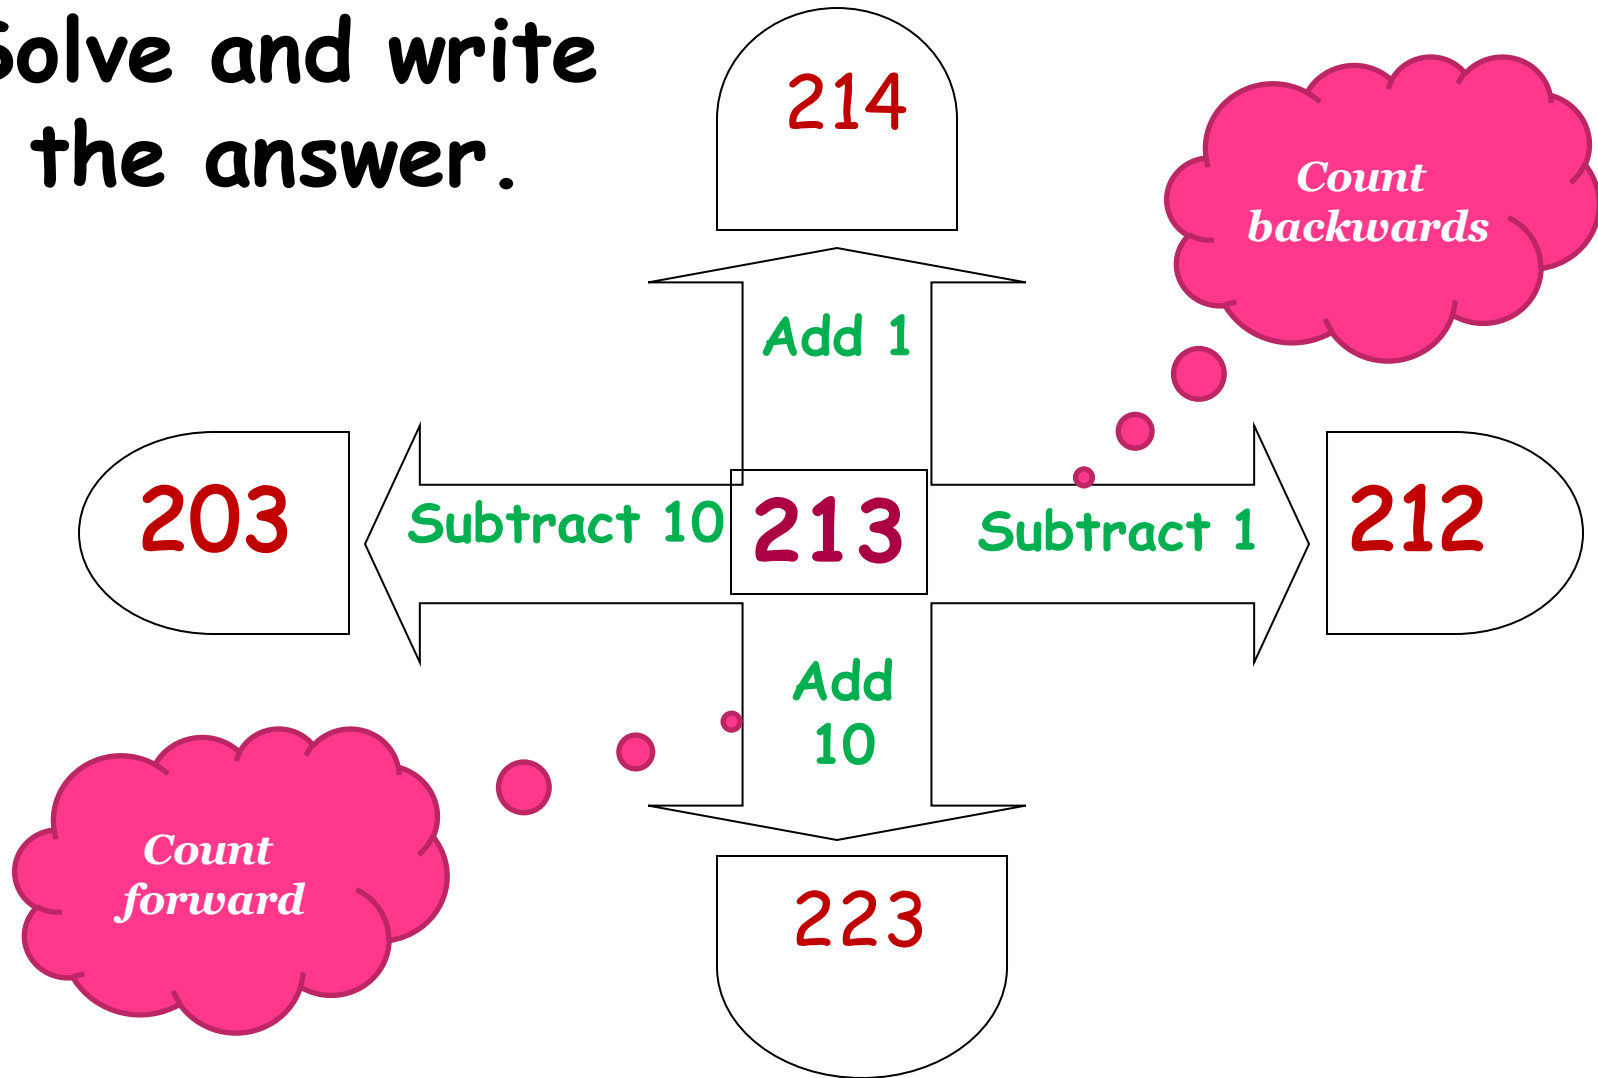 Solve and write
the answer.
214
Count
backwards
Add 1
203
Subtract 10
213
Subtract 1
212
Add
10
Count
forward
223